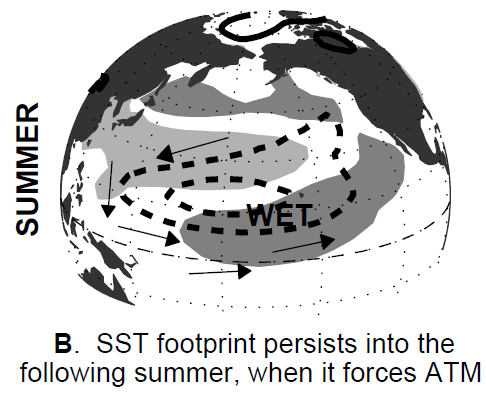 SUMMER
WET
B. SST footprint persists into the
following summer, when it forces ATM